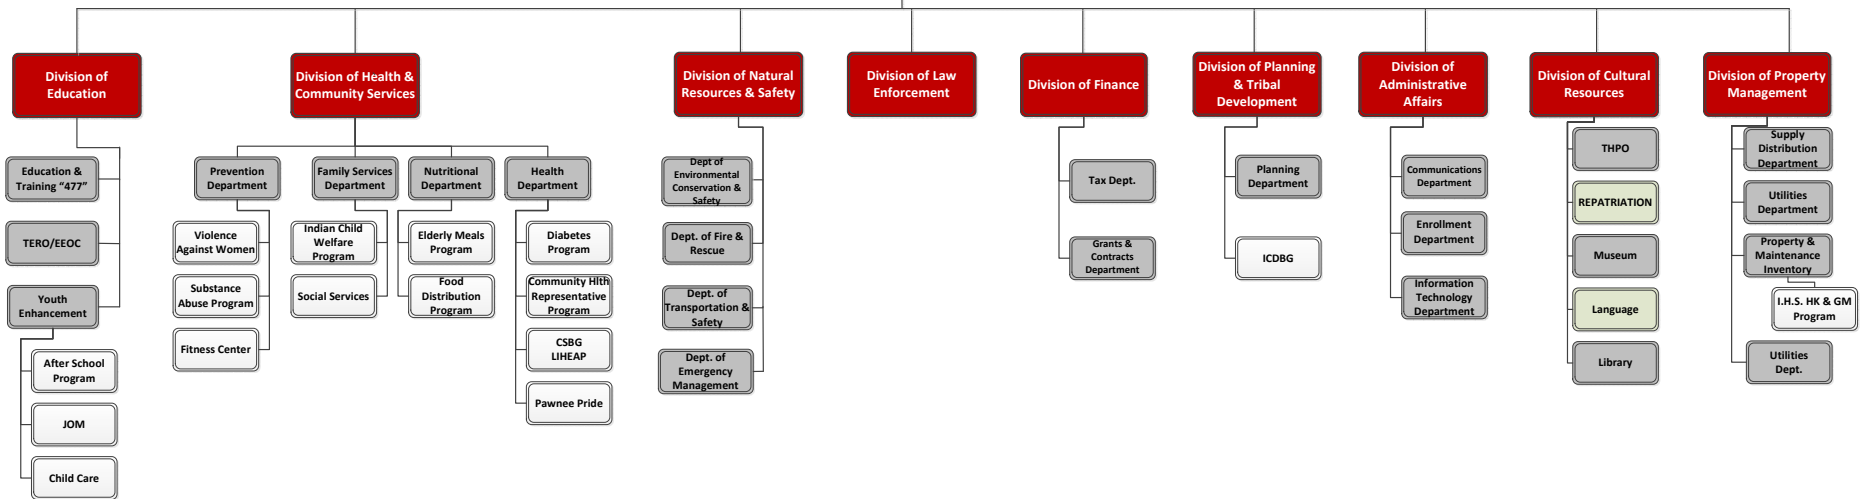 Division of
Education
Division of Health &
Community Services
Division of Natural
Resources & Safety
Division of Law
Enforcement
Division of Finance
Division of Planning
& Tribal
Development
Division of
Administrative
Affairs
Division of Cultural
Resources
Division of Property
Management
Education &
Training “477”
TERO/EEOC
Youth
Enhancement
After School
Program
JOM
Child Care
Prevention
Department
Violence
Against Women
Substance
Abuse Program
Fitness Center
Family Services
Department
Indian Child
Welfare
Program
Social Services
Nutritional
Department
Elderly Meals
Program
Food
Distribution
Program
Health
Department
Diabetes
Program
Community Hlth
Representative
Program
CSBG
LIHEAP
Pawnee Pride
Dept of
Environmental
Conservation &
Safety
Dept. of Fire &
Rescue
Dept. of
Transportation &
Safety
Dept. of
Emergency
Management
Tax Dept.
Grants &
Contracts
Department
Planning
Department
ICDBG
Communications
Department
Enrollment
Department
Information
Technology
Department
THPO
REPATRIATION
Museum
Language
Library
Supply
Distribution
Department
Utilities
Department
Property &
Maintenance
Inventory
I.H.S. HK & GM
Program
Utilities
Dept.